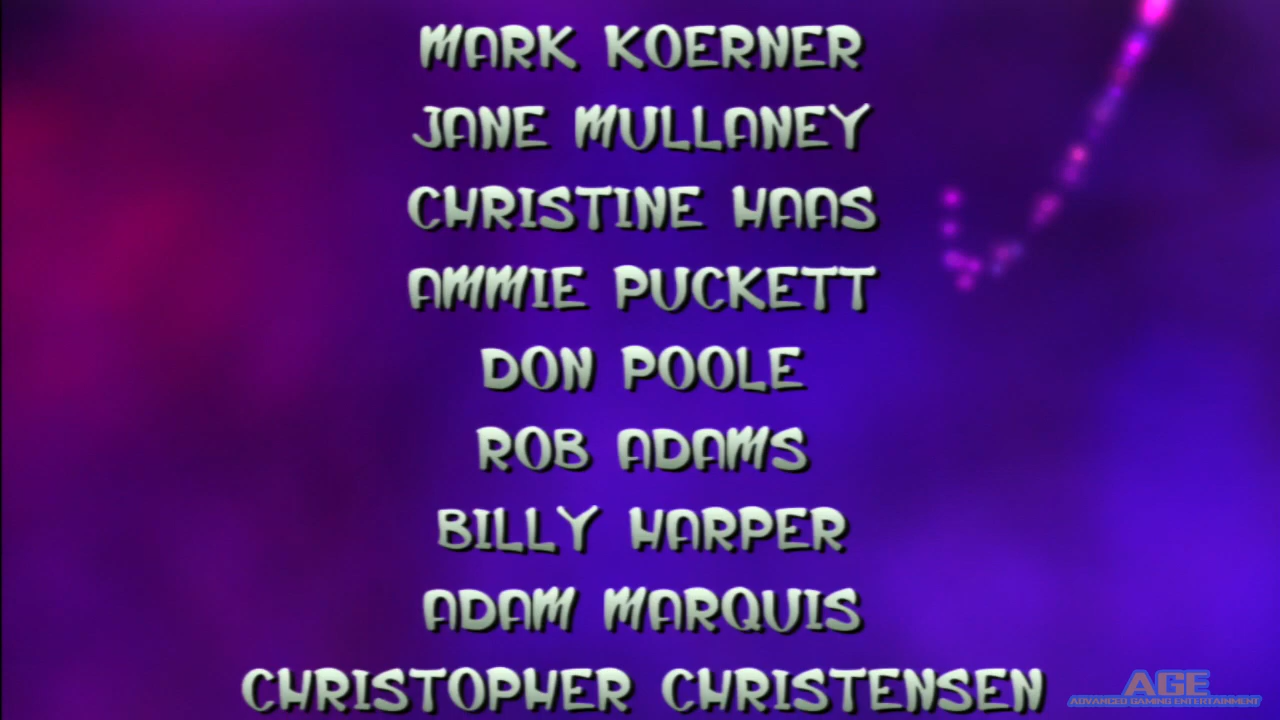 MARK KOERNER
JANE MULLANEY
CHRISTINE HAAS
AMMIE PUCKETT
DON POOLE
ROB ADAMS
BILLY HARPER
ADAM MARQUIS
CHRISTOPHER CHRISTENSEN
AGE
ADVANCED GAMING ENTERTAINMENT